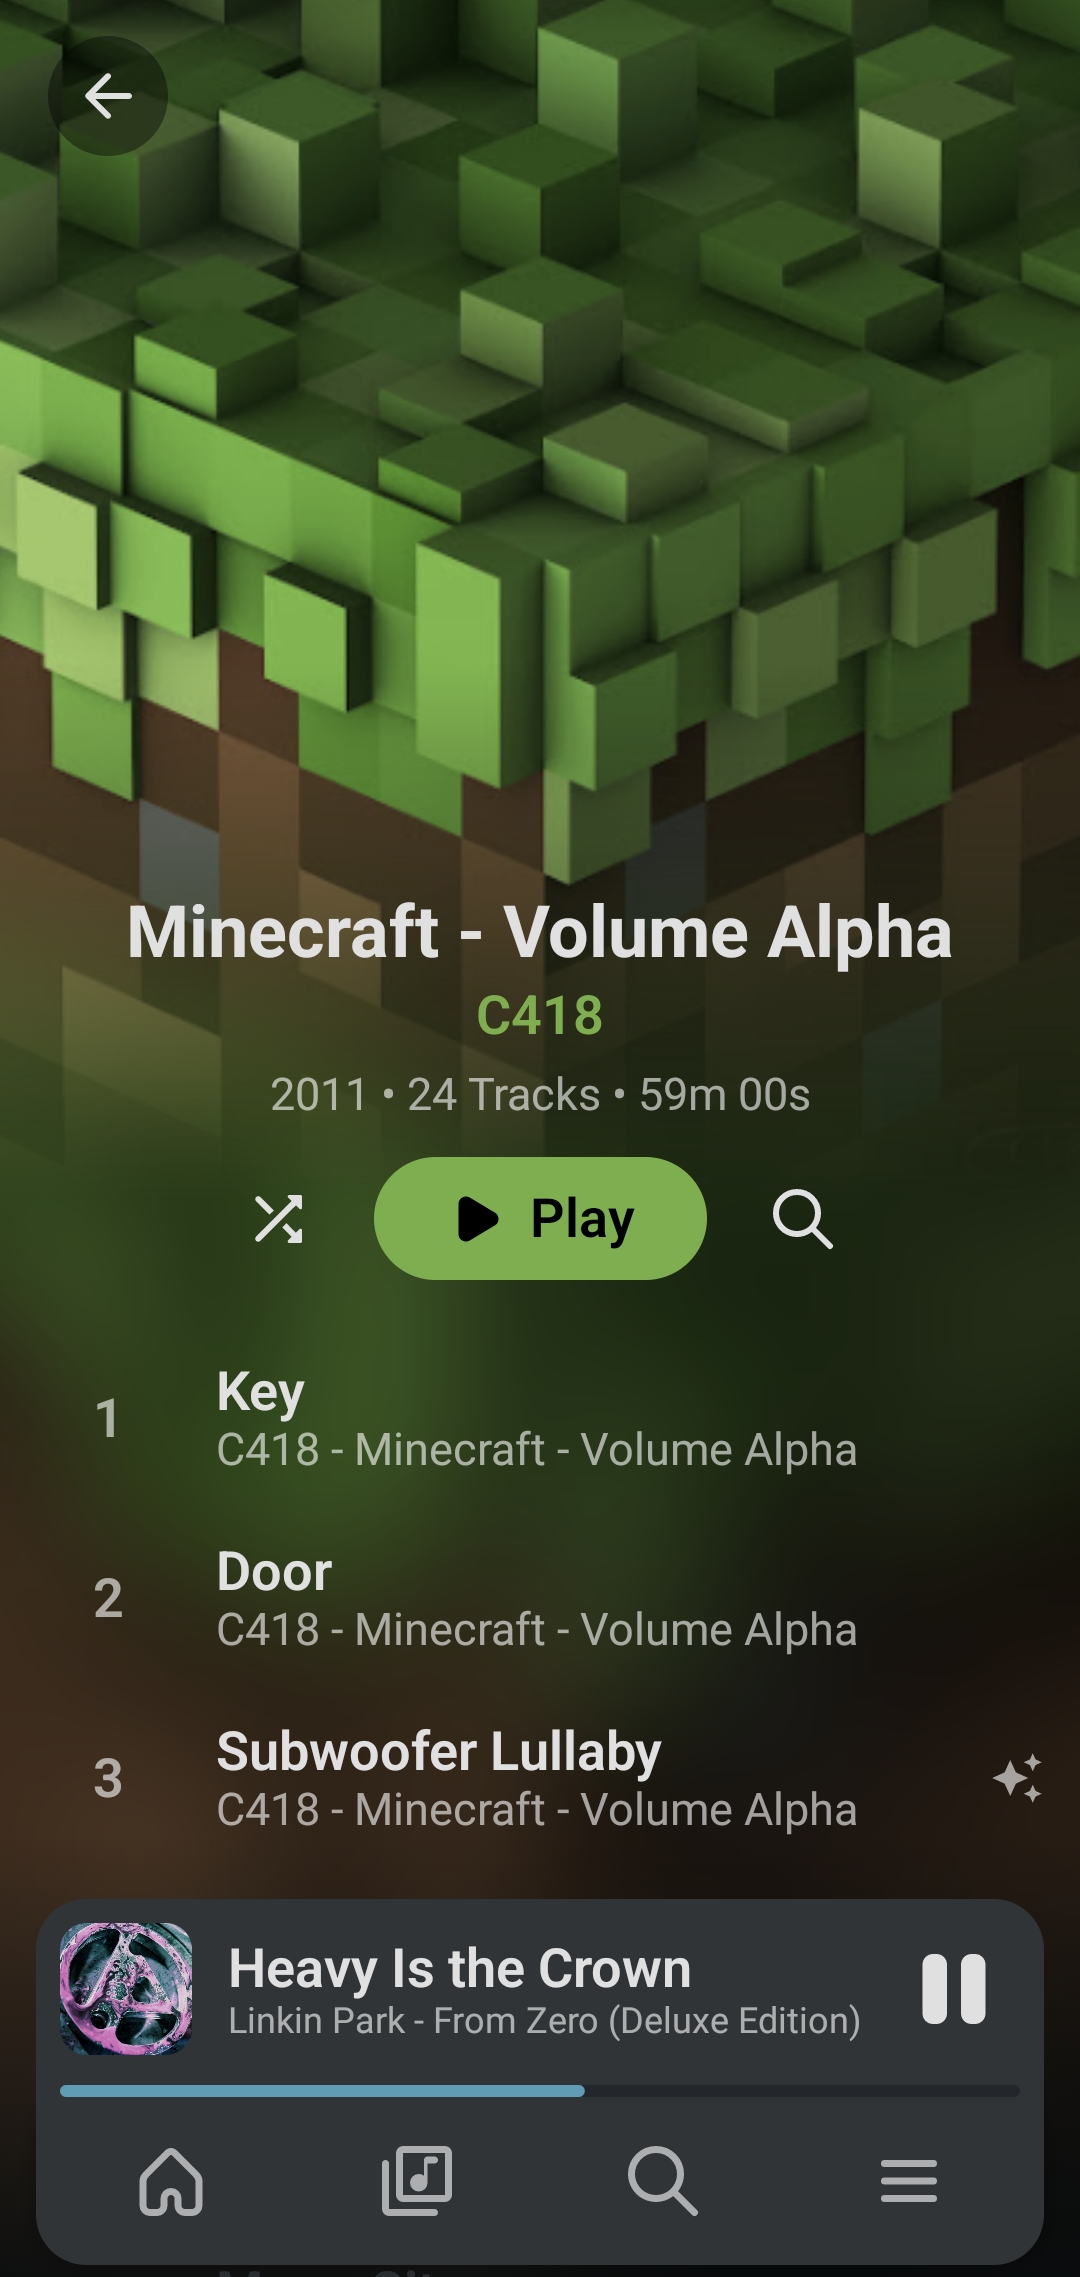 Minecraft - Volume Alpha
C418
2011 • 24 Tracks • 59m 00s
Play
1
Key
C418 - Minecraft - Volume Alpha
2
Door
C418 - Minecraft - Volume Alpha
3
Subwoofer Lullaby
C418 - Minecraft - Volume Alpha
Heavy Is the Crown
Linkin Park - From Zero (Deluxe Edition)